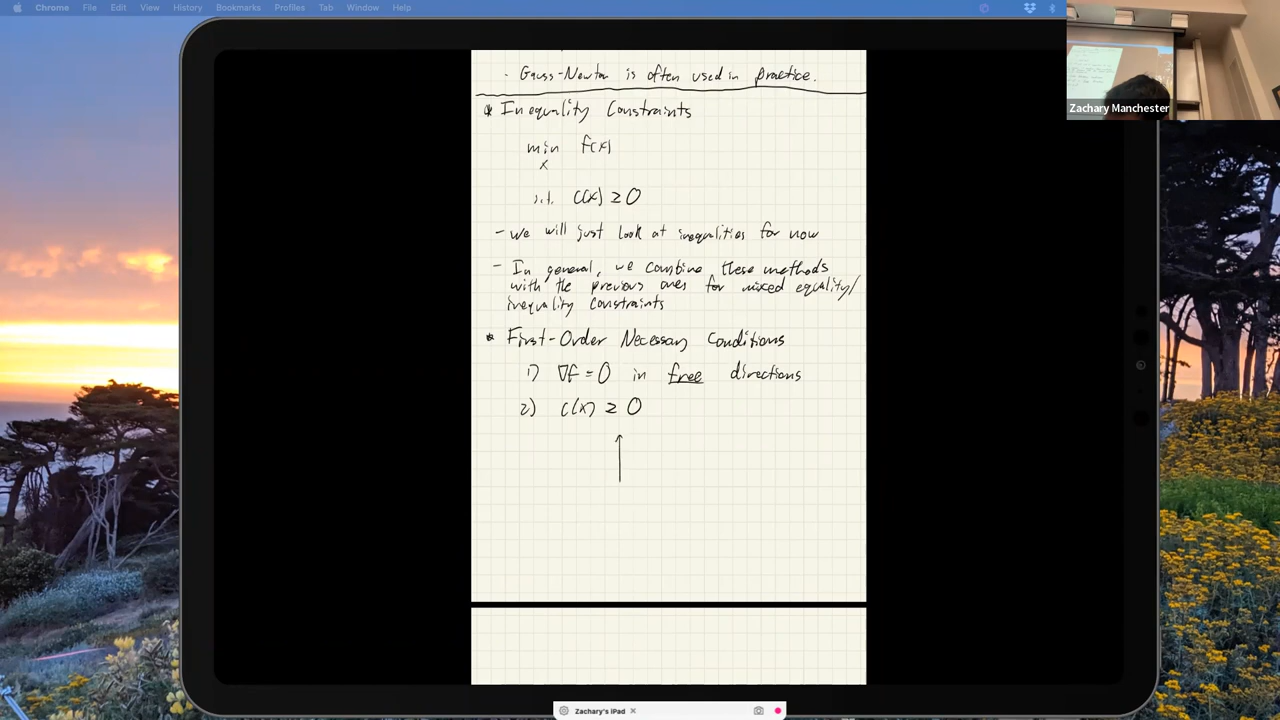 Chrome File Edit View History Bookmarks Profiles Tab Window Help
Zachary Manchester
- Gauss-Newton is often used in practice.
* Inequality Constraints
min f(x)
x
s.t. C(x) ≥ 0
- We will just look at inequalities for now
- In general, we combine these methods
with the previous ones for mixed equality/
inequality constraints
* First-Order Necessary Conditions
1) ∇f = 0 in free directions
2) C(x) ≥ 0
Zachary's iPad